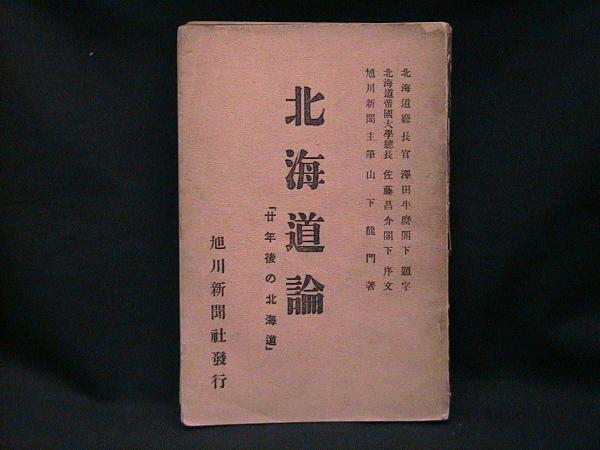 北海道廳長官 澤田牛麿閣下 題字
北海道帝國大學總長 佐藤昌介閣下 序文
旭川新聞主筆 山下龍門著
北海道論
「廿年後の北海道」
旭川新聞社發行